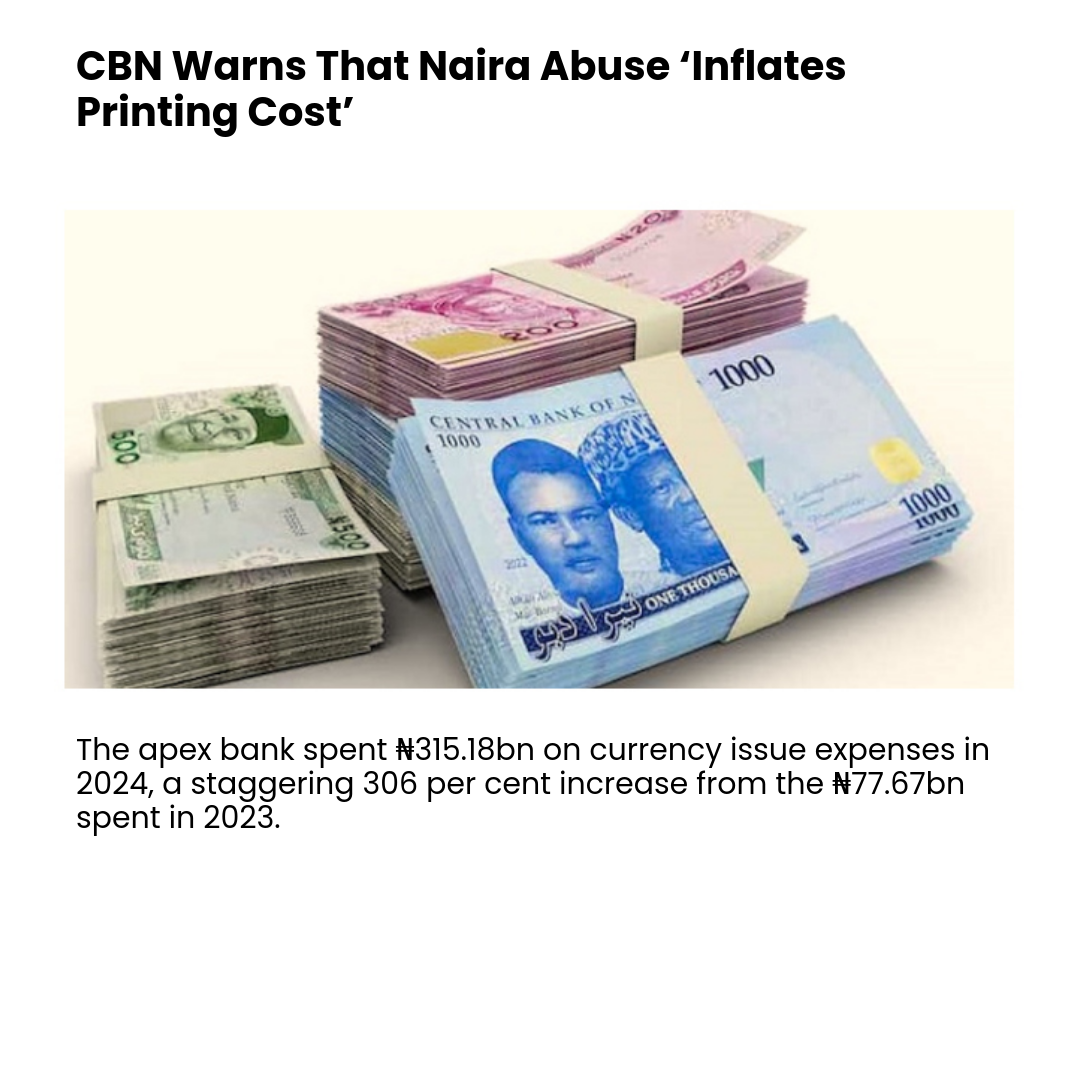 CBN Warns That Naira Abuse ‘Inflates
Printing Cost’
200
500
₦500
CENTRAL BANK OF N
1000
1000
2022
ONE THOUSA
1000
1000
The apex bank spent ₦315.18bn on currency issue expenses in
2024, a staggering 306 per cent increase from the ₦77.67bn
spent in 2023.